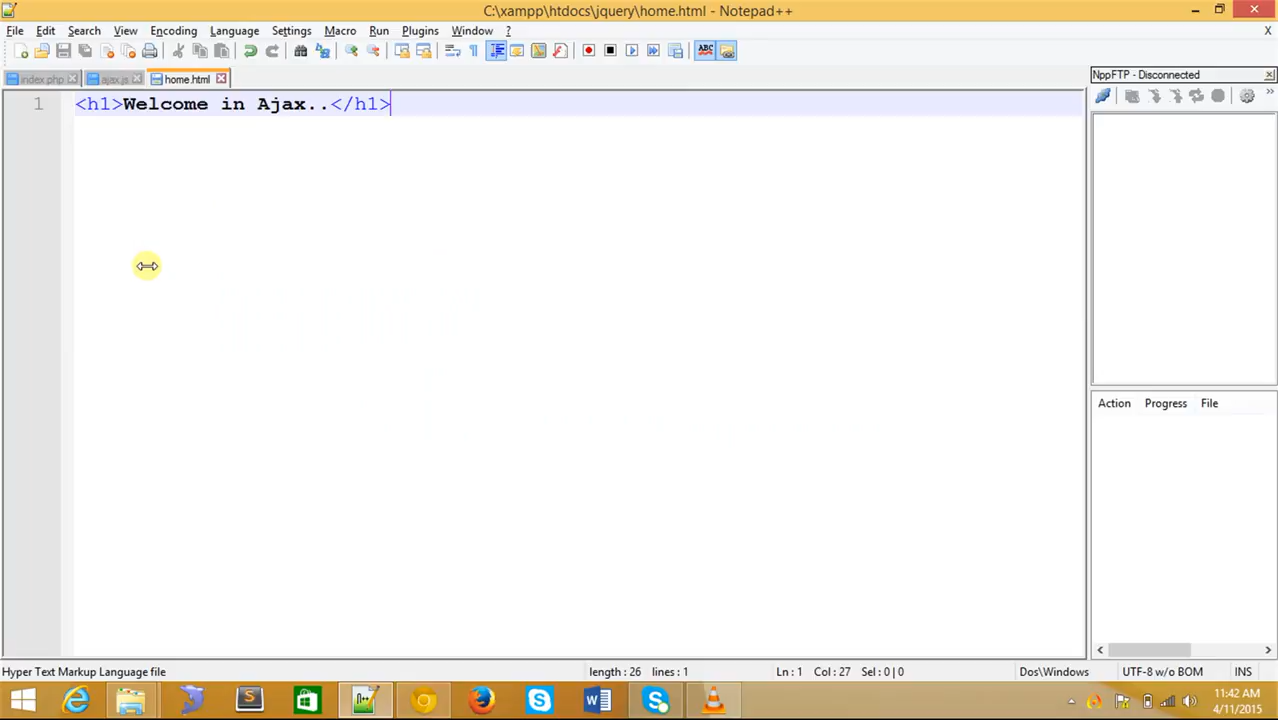 C:\xampp\htdocs\jquery\home.html - Notepad++
X
File Edit Search View Encoding Language Settings Macro Run Plugins Window ?
X
ABC
index.php ajax.js home.html
NppFTP - Disconnected
1 <h1>Welcome in Ajax..</h1>
Action Progress File
Hyper Text Markup Language file length : 26 lines : 1 Ln : 1 Col : 27 Sel : 0 | 0 Dos\Windows UTF-8 w/o BOM INS
11:42 AM
4/11/2015